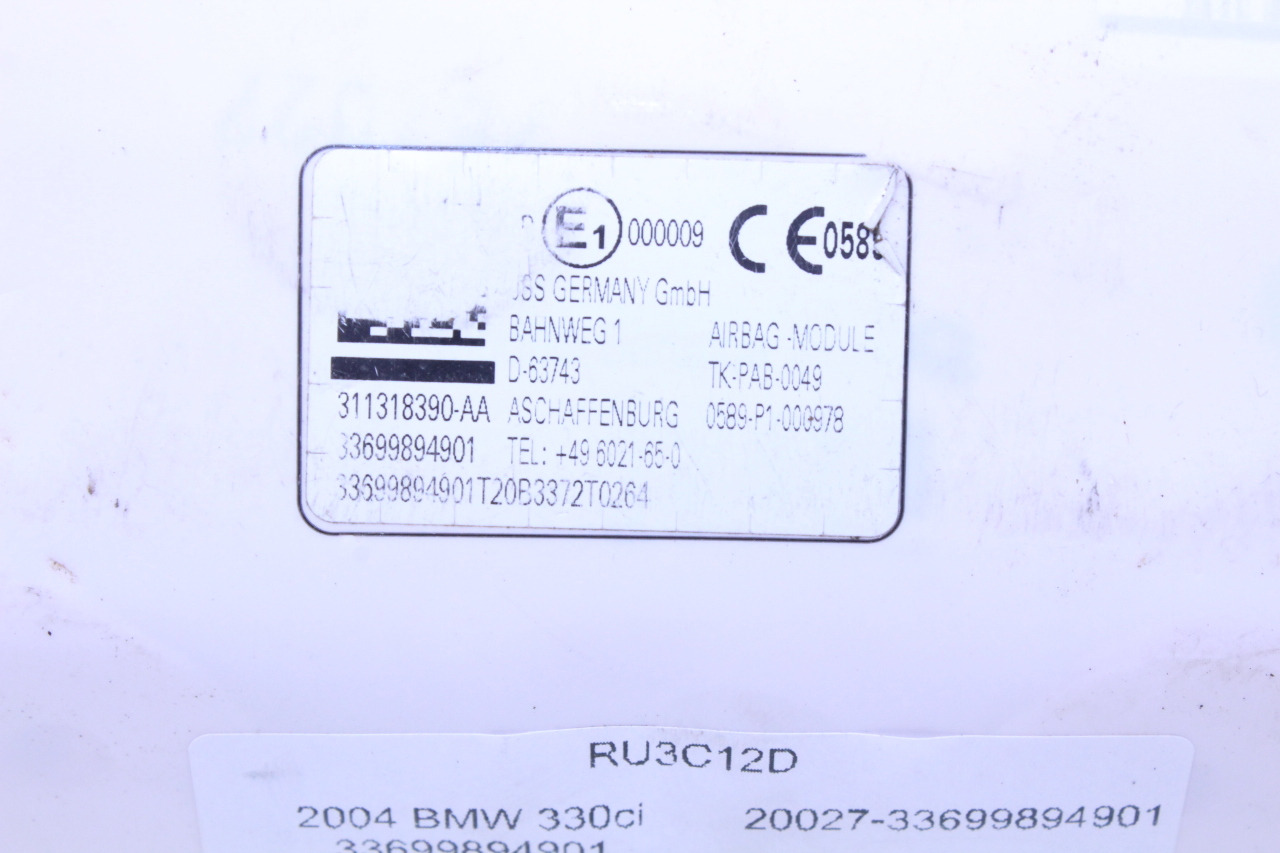 E1 000009 CE 0589
JSS GERMANY GmbH
BAHNWEG 1 AIRBAG -MODULE
D-63743 TK-PAB-0049
311318390-AA ASCHAFFENBURG 0589-P1-000978
33699894901 TEL: +49 6021-65-0
33699894901T20B3372T0264
RU3C12D
2004 BMW 330ci 20027-33699894901
33699894901